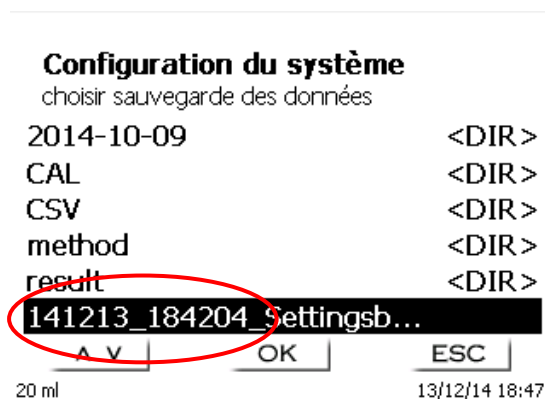 Configuration du système
choisir sauvegarde des données
2014-10-09 <DIR>
CAL <DIR>
CSV <DIR>
method <DIR>
result <DIR>
141213_184204_Settingsb...
Λ V OK ESC
20 ml 13/12/14 18:47